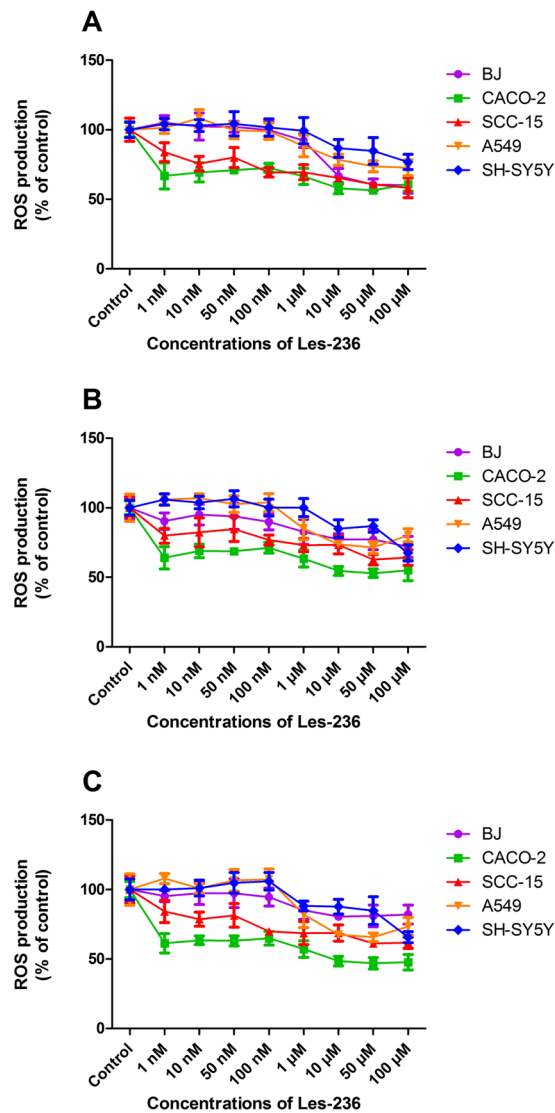 A
ROS production
(% of control)
150
100
50
0
Control
1 nM
10 nM
50 nM
100 nM
1 µM
10 µM
50 µM
100 µM
Concentrations of Les-236
BJ
CACO-2
SCC-15
A549
SH-SY5Y
B
ROS production
(% of control)
150
100
50
0
Control
1 nM
10 nM
50 nM
100 nM
1 µM
10 µM
50 µM
100 µM
Concentrations of Les-236
BJ
CACO-2
SCC-15
A549
SH-SY5Y
C
ROS production
(% of control)
150
100
50
0
Control
1 nM
10 nM
50 nM
100 nM
1 µM
10 µM
50 µM
100 µM
Concentrations of Les-236
BJ
CACO-2
SCC-15
A549
SH-SY5Y